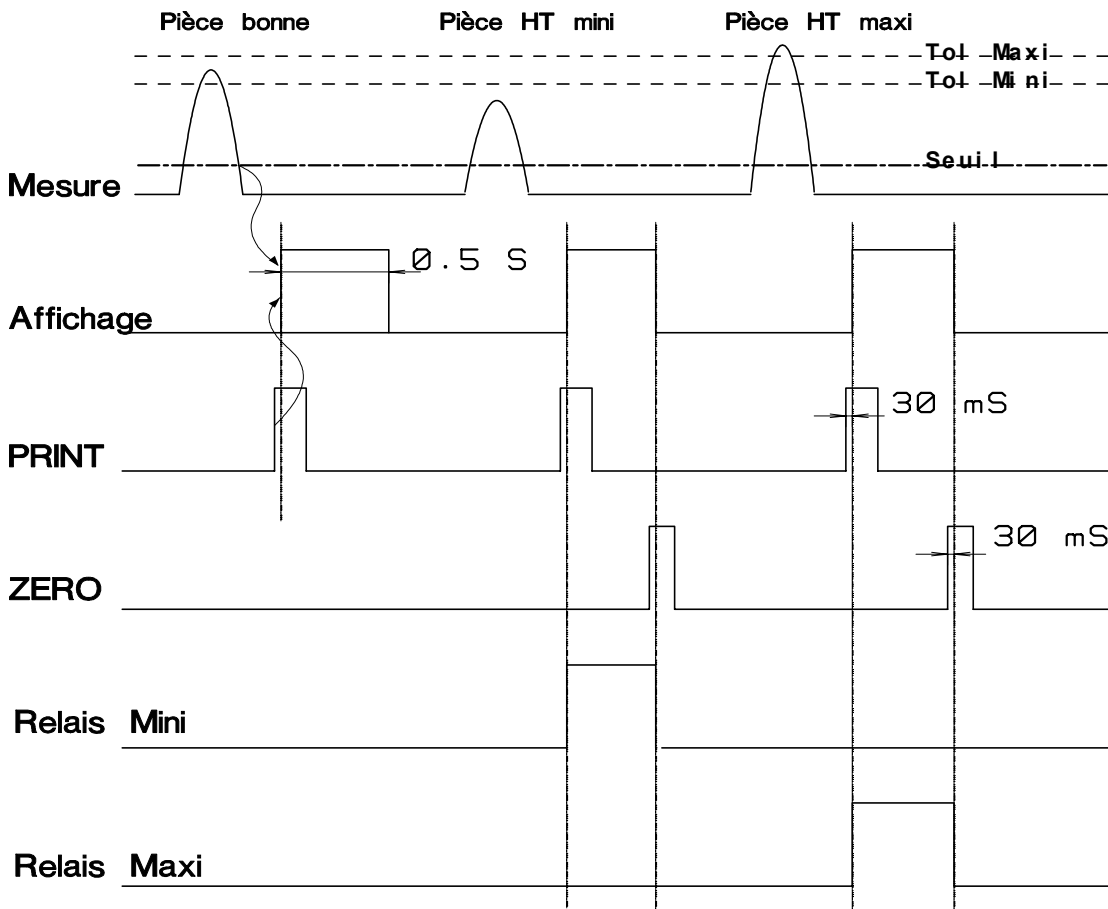 Pièce bonne Pièce HT mini Pièce HT maxi
Tol Maxi
Tol Mini
Seuil
Mesure
0.5 S
Affichage
30 mS
PRINT
30 mS
ZERO
Relais Mini
Relais Maxi